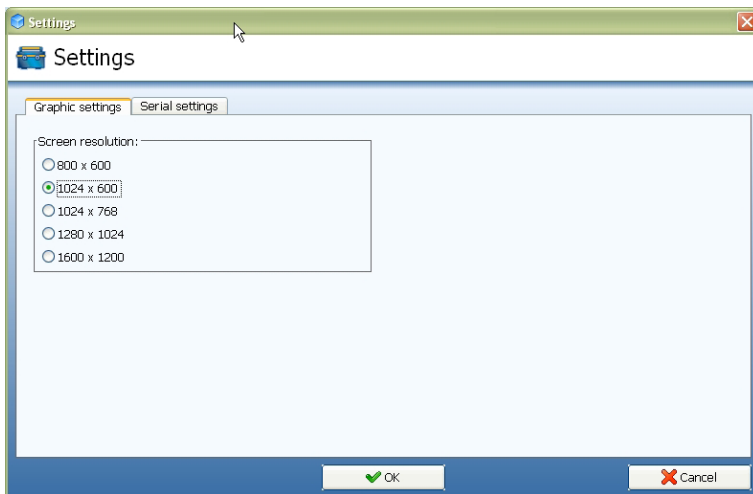 Settings
Settings
Graphic settings Serial settings
Screen resolution:
800 x 600
1024 x 600
1024 x 768
1280 x 1024
1600 x 1200
OK Cancel